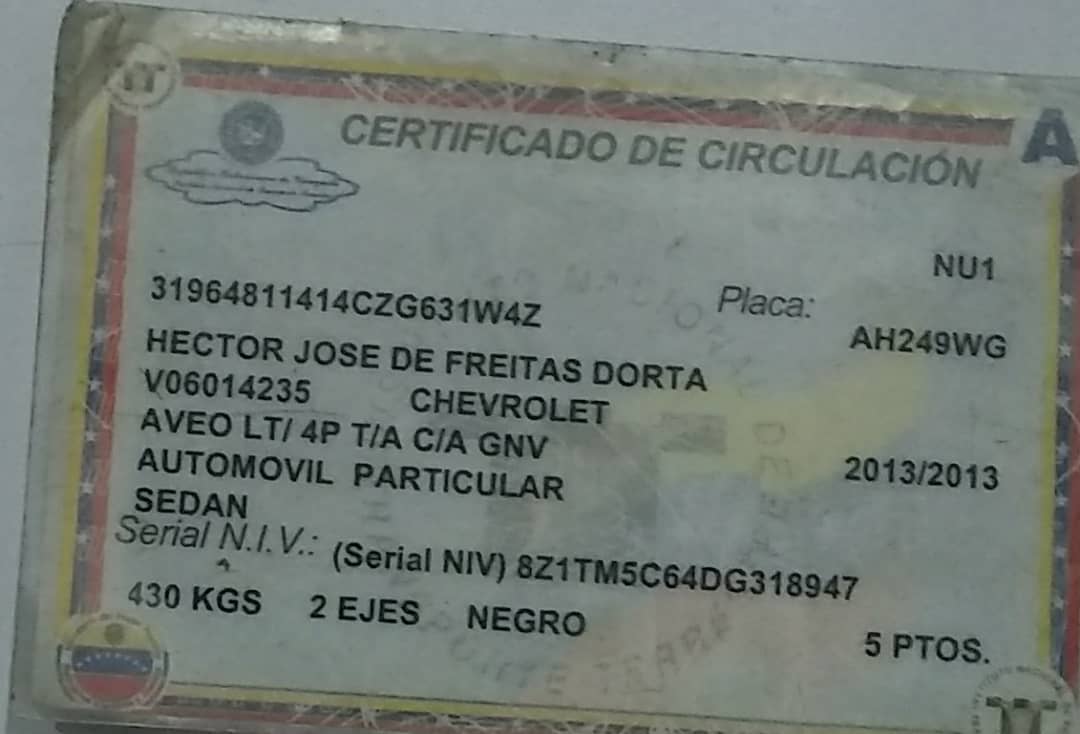 CERTIFICADO DE CIRCULACIÓN
A
NU1
31964811414CZG631W4Z
Placa:
AH249WG
HECTOR JOSE DE FREITAS DORTA
V06014235 CHEVROLET
AVEO LT/ 4P T/A C/A GNV
2013/2013
AUTOMOVIL PARTICULAR
SEDAN
Serial N.I.V.: (Serial NIV) 8Z1TM5C64DG318947
430 KGS 2 EJES NEGRO
5 PTOS.